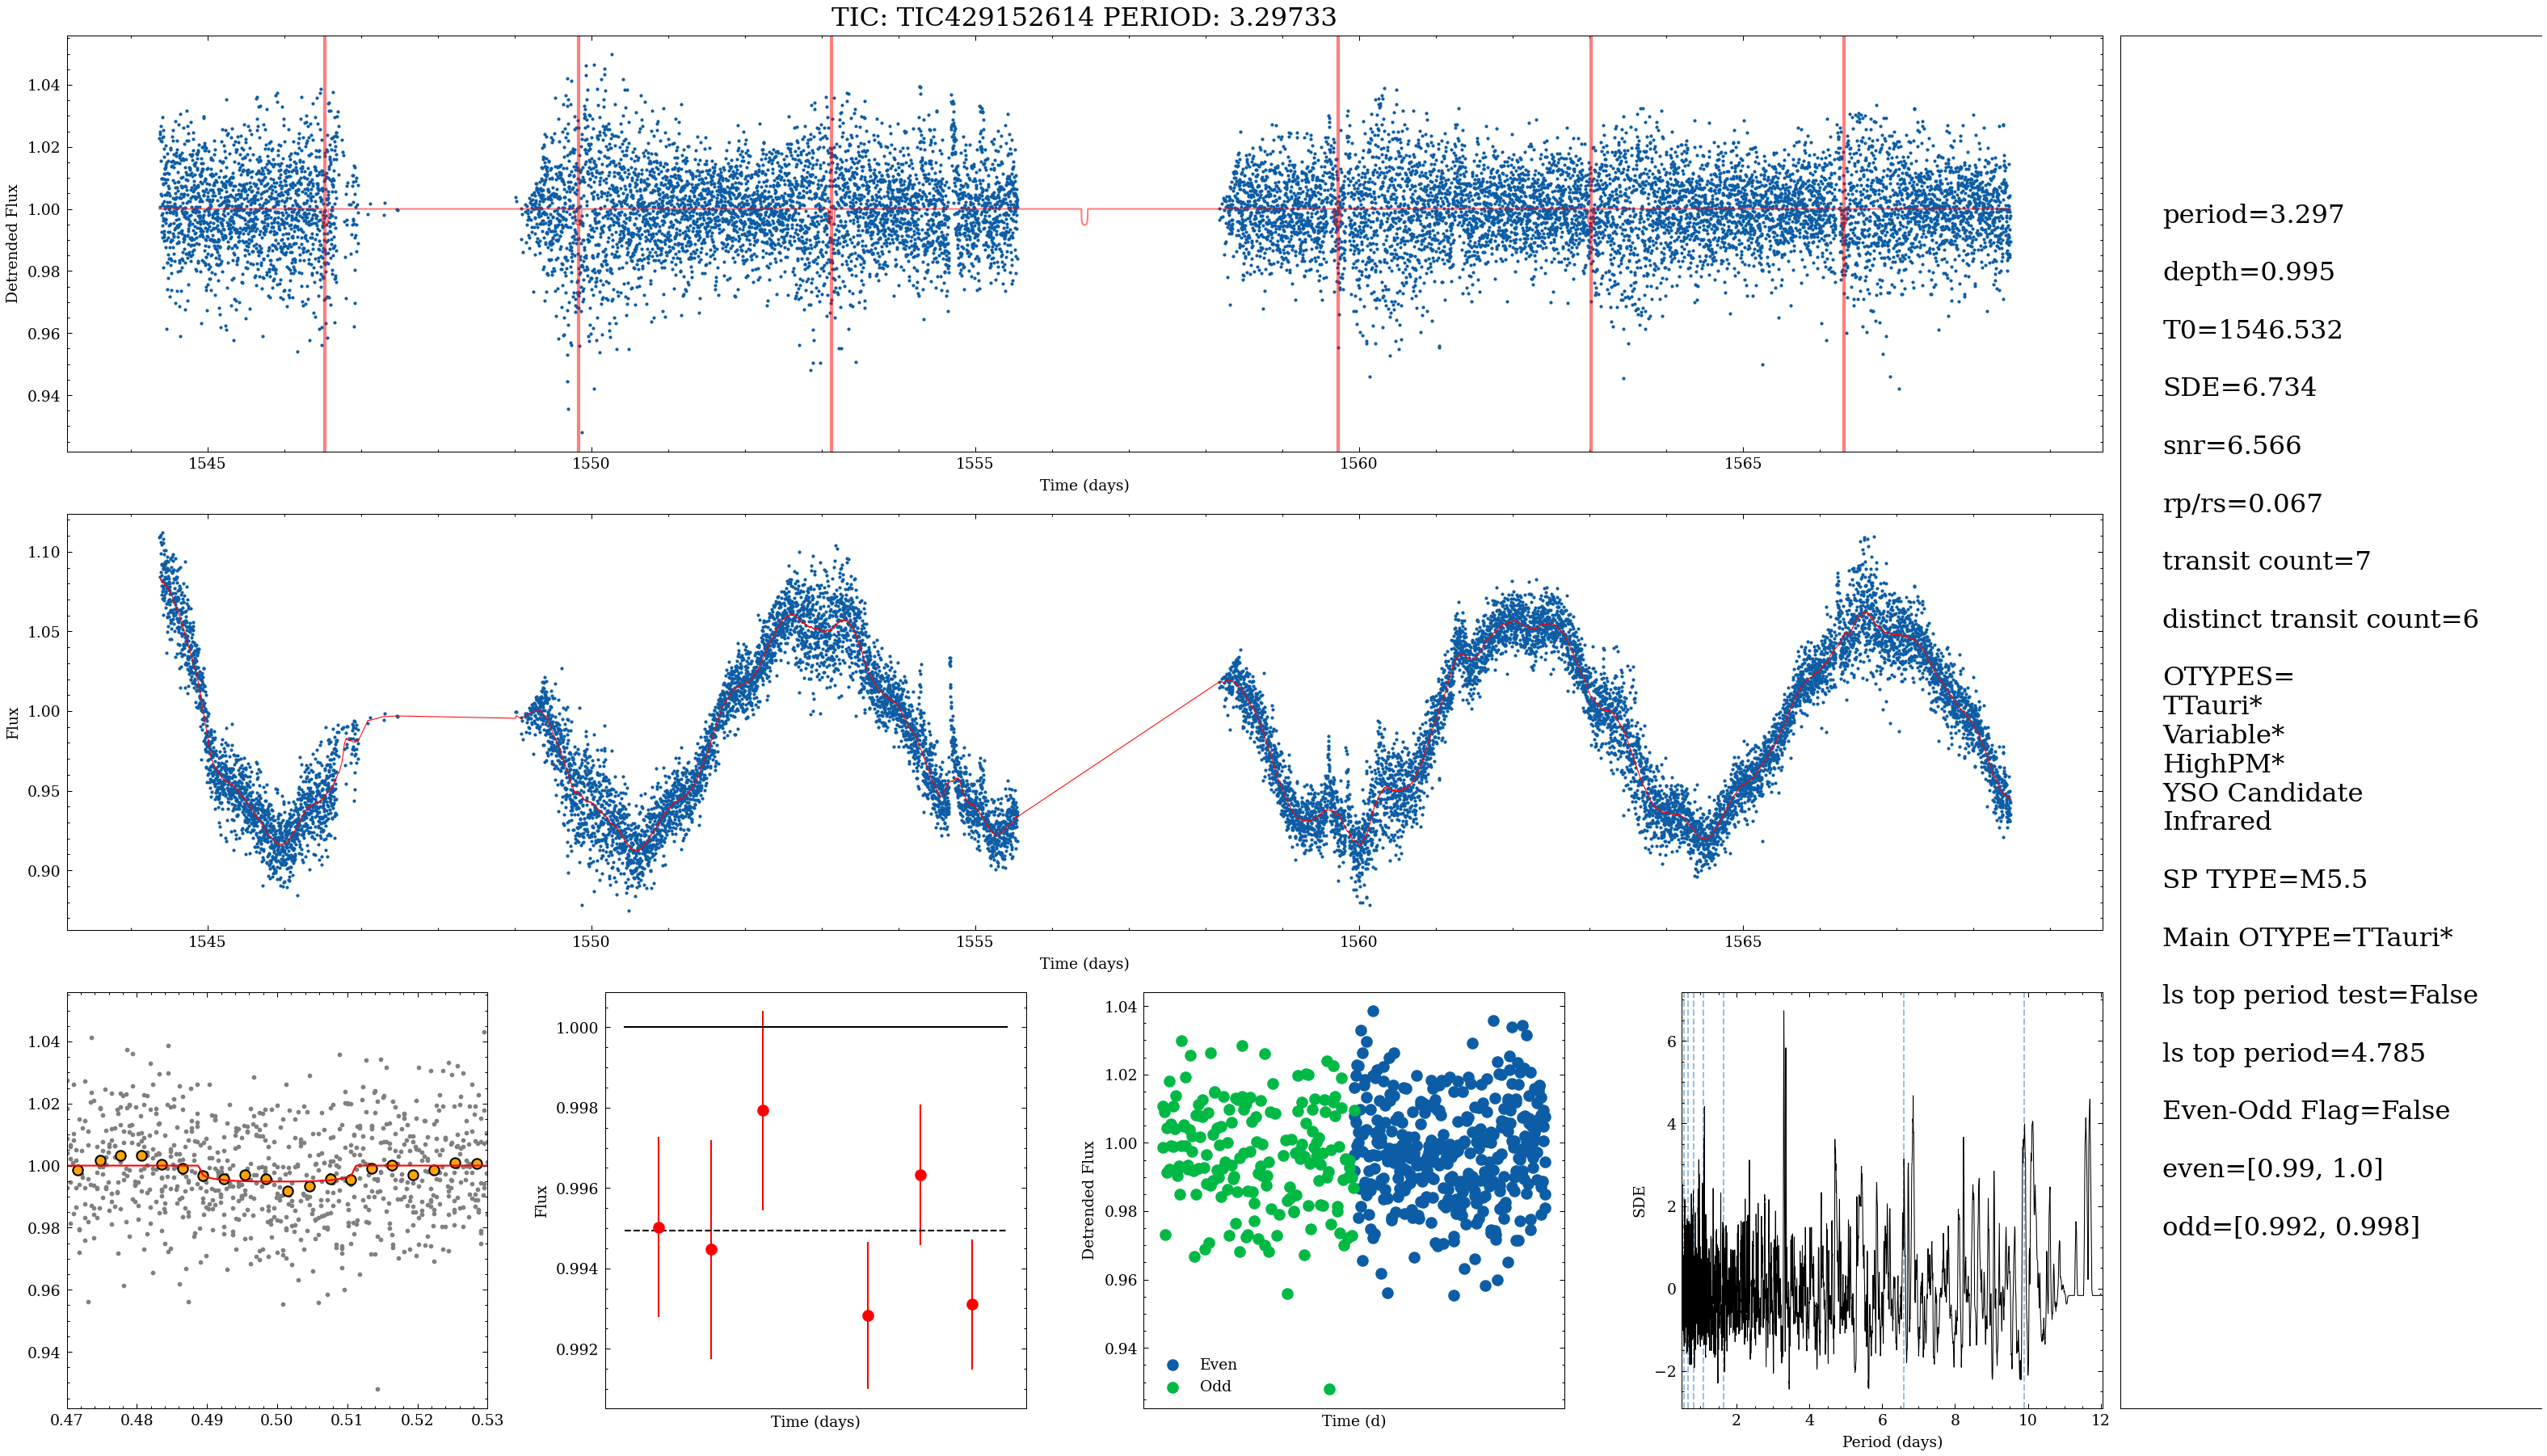 TIC: TIC429152614 PERIOD: 3.29733
1.04
1.02
1.00
0.98
0.96
0.94
Detrended Flux
1545
1550
1555
1560
1565
Time (days)
1.10
1.05
1.00
0.95
0.90
Flux
1545
1550
1555
1560
1565
Time (days)
1.04
1.02
1.00
0.98
0.96
0.94
0.47
0.48
0.49
0.50
0.51
0.52
0.53
1.000
0.998
0.996
0.994
0.992
Flux
Time (days)
1.04
1.02
1.00
0.98
0.96
0.94
Detrended Flux
Even
Odd
Time (d)
6
4
2
0
−2
SDE
2
4
6
8
10
12
Period (days)
period=3.297
depth=0.995
T0=1546.532
SDE=6.734
snr=6.566
rp/rs=0.067
transit count=7
distinct transit count=6
OTYPES=
TTauri*
Variable*
HighPM*
YSO Candidate
Infrared
SP TYPE=M5.5
Main OTYPE=TTauri*
ls top period test=False
ls top period=4.785
Even-Odd Flag=False
even=[0.99, 1.0]
odd=[0.992, 0.998]